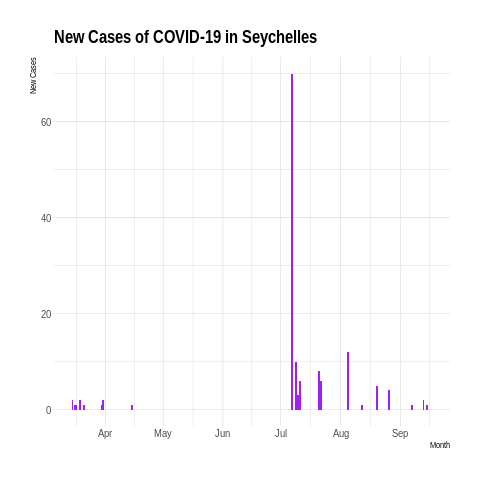 New Cases of COVID-19 in Seychelles
New Cases
60
40
20
0
Apr May Jun Jul Aug Sep
Month